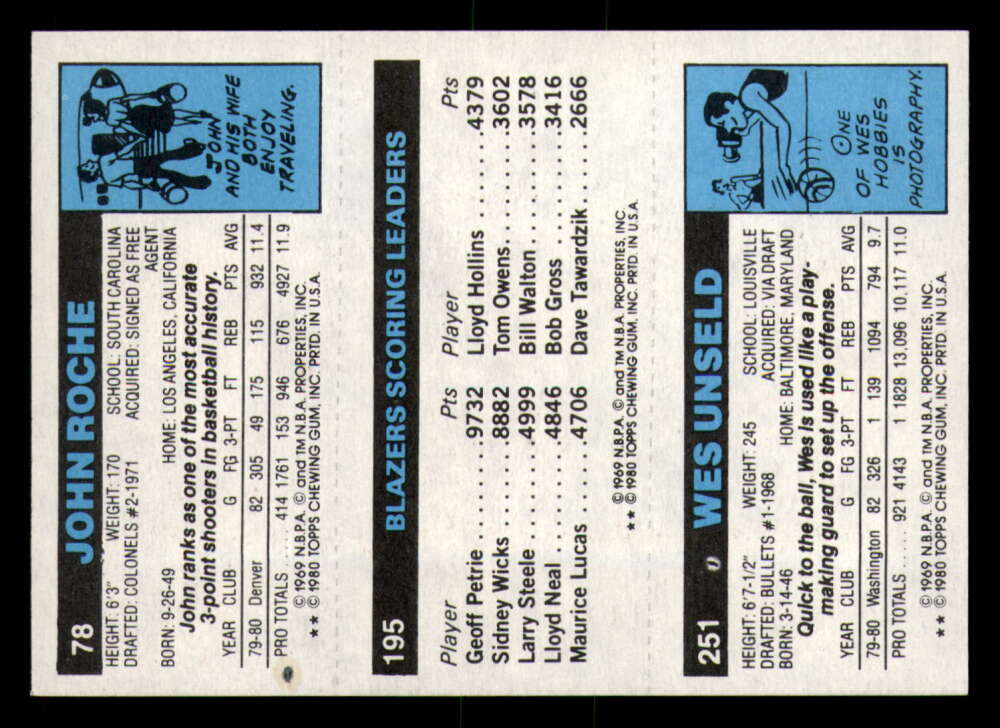 78 JOHN ROCHE
HEIGHT: 6'3" WEIGHT: 170 SCHOOL: SOUTH CAROLINA
DRAFTED: COLONELS #2-1971 ACQUIRED: SIGNED AS FREE
AGENT
BORN: 9-26-49 HOME: LOS ANGELES, CALIFORNIA
John ranks as one of the most accurate
3-point shooters in basketball history.
YEAR CLUB G FG 3-PT FT REB PTS AVG
79-80 Denver 82 305 49 175 115 932 11.4
PRO TOTALS ..... 414 1761 153 946 676 4927 11.9
© 1969 N.B.P.A. © and TM N.B.A. PROPERTIES, INC.
★★ © 1980 TOPPS CHEWING GUM, INC. PRTD. IN U.S.A.
JOHN
AND HIS WIFE
BOTH
ENJOY
TRAVELING.
195 BLAZERS SCORING LEADERS
Player Pts Player Pts
Geoff Petrie ........ 9732 Lloyd Hollins ...... 4379
Sidney Wicks ....... 8882 Tom Owens ....... 3602
Larry Steele ........ 4999 Bill Walton ........ 3578
Lloyd Neal ......... 4846 Bob Gross ........ 3416
Maurice Lucas ...... 4706 Dave Tawardzik .... 2666
© 1969 N.B.P.A. © and TM N.B.A. PROPERTIES, INC.
★★ © 1980 TOPPS CHEWING GUM, INC. PRTD. IN U.S.A.
251 WES UNSELD
HEIGHT: 6'7-1/2" WEIGHT: 245 SCHOOL: LOUISVILLE
DRAFTED: BULLETS #1-1968 ACQUIRED: VIA DRAFT
BORN: 3-14-46 HOME: BALTIMORE, MARYLAND
Quick to the ball, Wes is used like a play-
making guard to set up the offense.
YEAR CLUB G FG 3-PT FT REB PTS AVG
79-80 Washington 82 326 1 139 1094 794 9.7
PRO TOTALS ...... 921 4143 1 1828 13,096 10,117 11.0
© 1969 N.B.P.A. © and TM N.B.A. PROPERTIES, INC.
★★ © 1980 TOPPS CHEWING GUM, INC. PRTD. IN U.S.A.
ONE
OF WES
HOBBIES
IS
PHOTOGRAPHY.